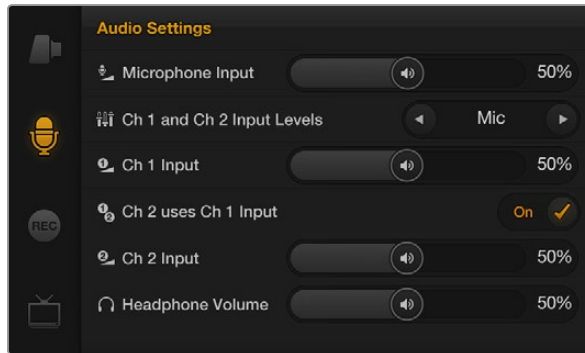 Audio Settings
Microphone Input 50%
Ch 1 and Ch 2 Input Levels Mic
Ch 1 Input 50%
Ch 2 uses Ch 1 Input On
REC
Ch 2 Input 50%
Headphone Volume 50%